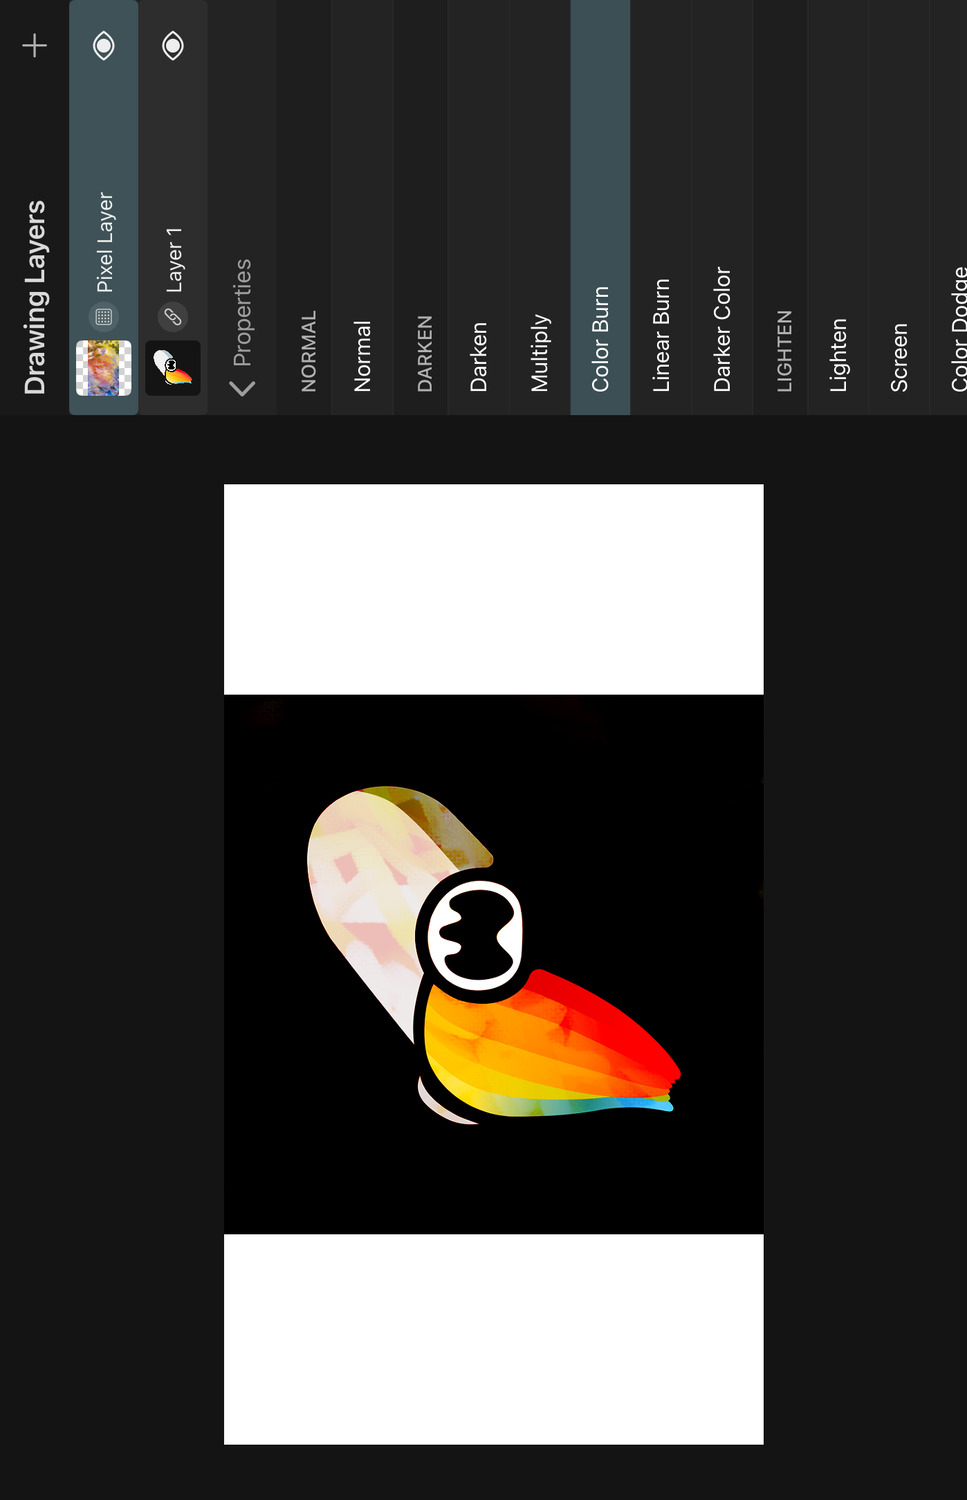 Drawing Layers
Pixel Layer
Layer 1
Properties
NORMAL
Normal
DARKEN
Darken
Multiply
Color Burn
Linear Burn
Darker Color
LIGHTEN
Lighten
Screen
Color Dodge